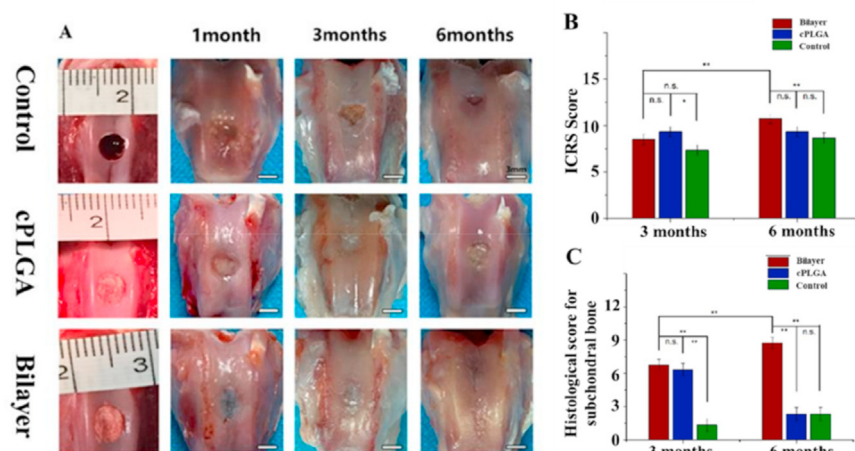 A
1month
3months
6months
Control
2
3mm
cPLGA
2
Bilayer
2
3
B
Bilayer
cPLGA
Control
ICRS Score
15
10
5
0
**
**
n.s.
*
n.s.
n.s.
n.s.
3 months
6 months
C
Bilayer
cPLGA
Control
Histological score for
subchondral bone
9
6
3
0
**
**
**
n.s.
**
**
n.s.
3 months
6 months